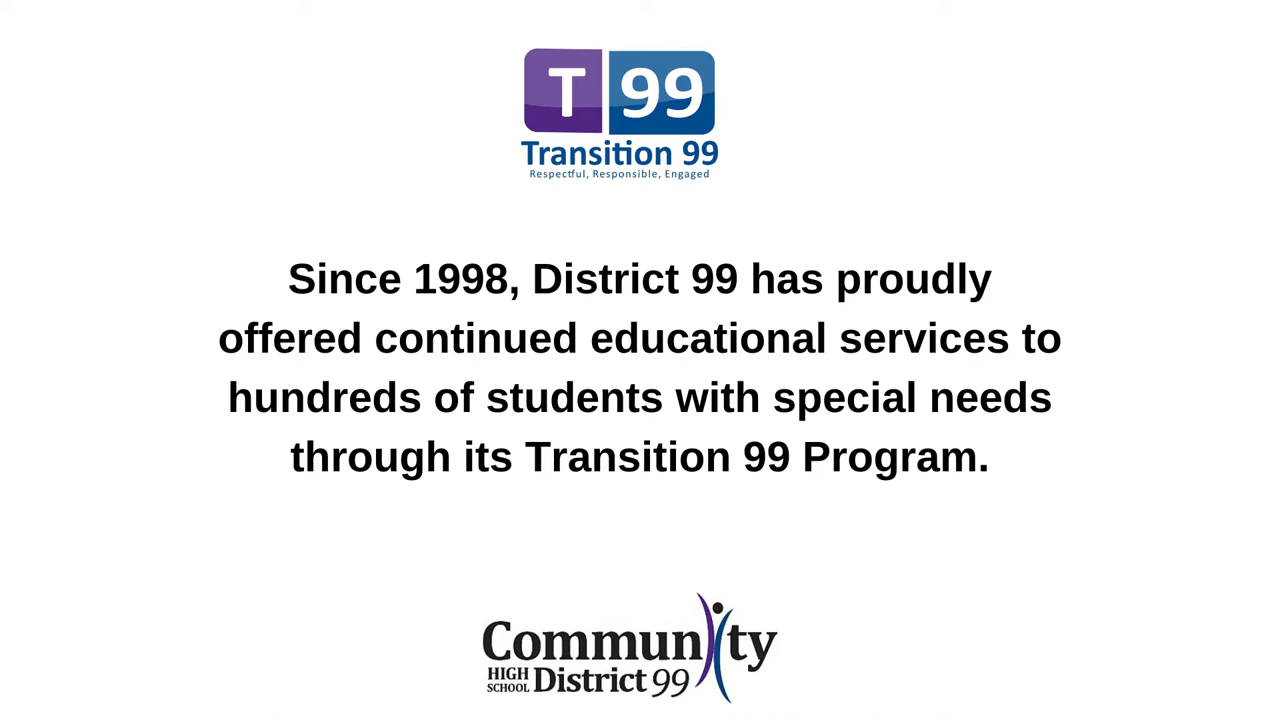 T 99
Transition 99
Respectful, Responsible, Engaged
Since 1998, District 99 has proudly
offered continued educational services to
hundreds of students with special needs
through its Transition 99 Program.
Community
HIGH SCHOOL District 99